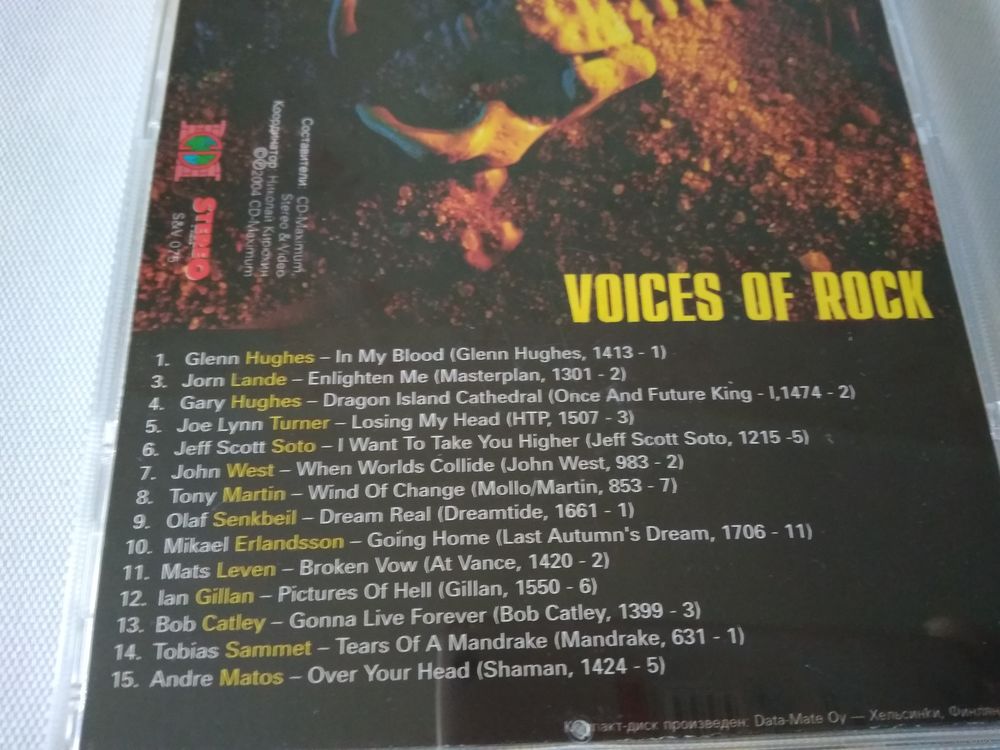 Составители: CD-Maximum,
Stereo & Video
Координатор: Николай Кирюхин
©℗2004 CD-Maximum
STEREO
S&V 075
VOICES OF ROCK
1. Glenn Hughes – In My Blood (Glenn Hughes, 1413 - 1)
3. Jorn Lande – Enlighten Me (Masterplan, 1301 - 2)
4. Gary Hughes – Dragon Island Cathedral (Once And Future King - I,1474 - 2)
5. Joe Lynn Turner – Losing My Head (HTP, 1507 - 3)
6. Jeff Scott Soto – I Want To Take You Higher (Jeff Scott Soto, 1215 -5)
7. John West – When Worlds Collide (John West, 983 - 2)
8. Tony Martin – Wind Of Change (Mollo/Martin, 853 - 7)
9. Olaf Senkbeil – Dream Real (Dreamtide, 1661 - 1)
10. Mikael Erlandsson – Going Home (Last Autumn's Dream, 1706 - 11)
11. Mats Leven – Broken Vow (At Vance, 1420 - 2)
12. Ian Gillan – Pictures Of Hell (Gillan, 1550 - 6)
13. Bob Catley – Gonna Live Forever (Bob Catley, 1399 - 3)
14. Tobias Sammet – Tears Of A Mandrake (Mandrake, 631 - 1)
15. Andre Matos – Over Your Head (Shaman, 1424 - 5)
Компакт-диск произведен: Data-Mate Oy — Хельсинки, Финлян